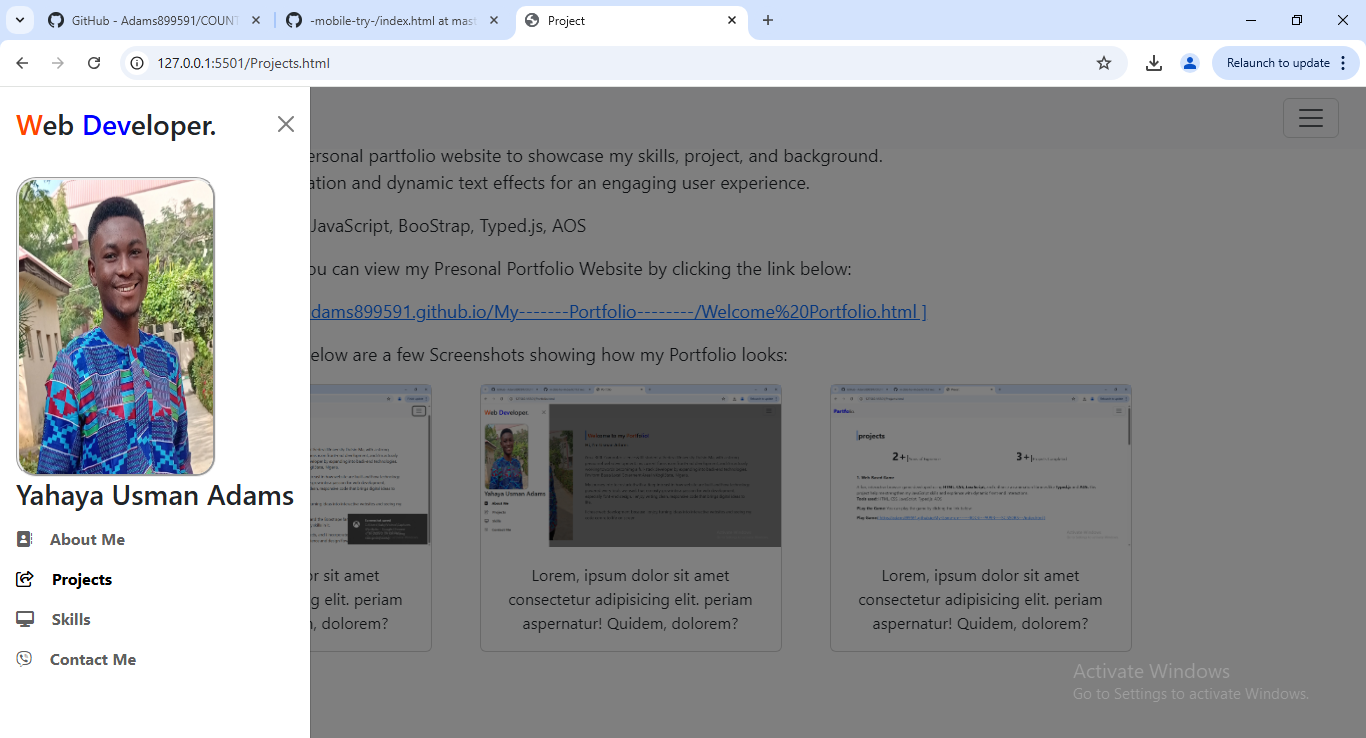 GitHub - Adams899591/COUNT
-mobile-try-/index.html at mast
Project
127.0.0.1:5501/Projects.html
Relaunch to update
Web Developer.
Yahaya Usman Adams
About Me
Projects
Skills
Contact Me
ersonal partfolio website to showcase my skills, project, and background.
ation and dynamic text effects for an engaging user experience.
JavaScript, BooStrap, Typed.js, AOS
ou can view my Presonal Portfolio Website by clicking the link below:
dams899591.github.io/My-------Portfolio--------/Welcome%20Portfolio.html ]
elow are a few Screenshots showing how my Portfolio looks:
Web Developer.
Yahaya Usman Adams
Portfolio
projects
2+
3+
or sit amet
g elit. periam
, dolorem?
Lorem, ipsum dolor sit amet
consectetur adipisicing elit. periam
aspernatur! Quidem, dolorem?
Lorem, ipsum dolor sit amet
consectetur adipisicing elit. periam
aspernatur! Quidem, dolorem?
Activate Windows
Go to Settings to activate Windows.